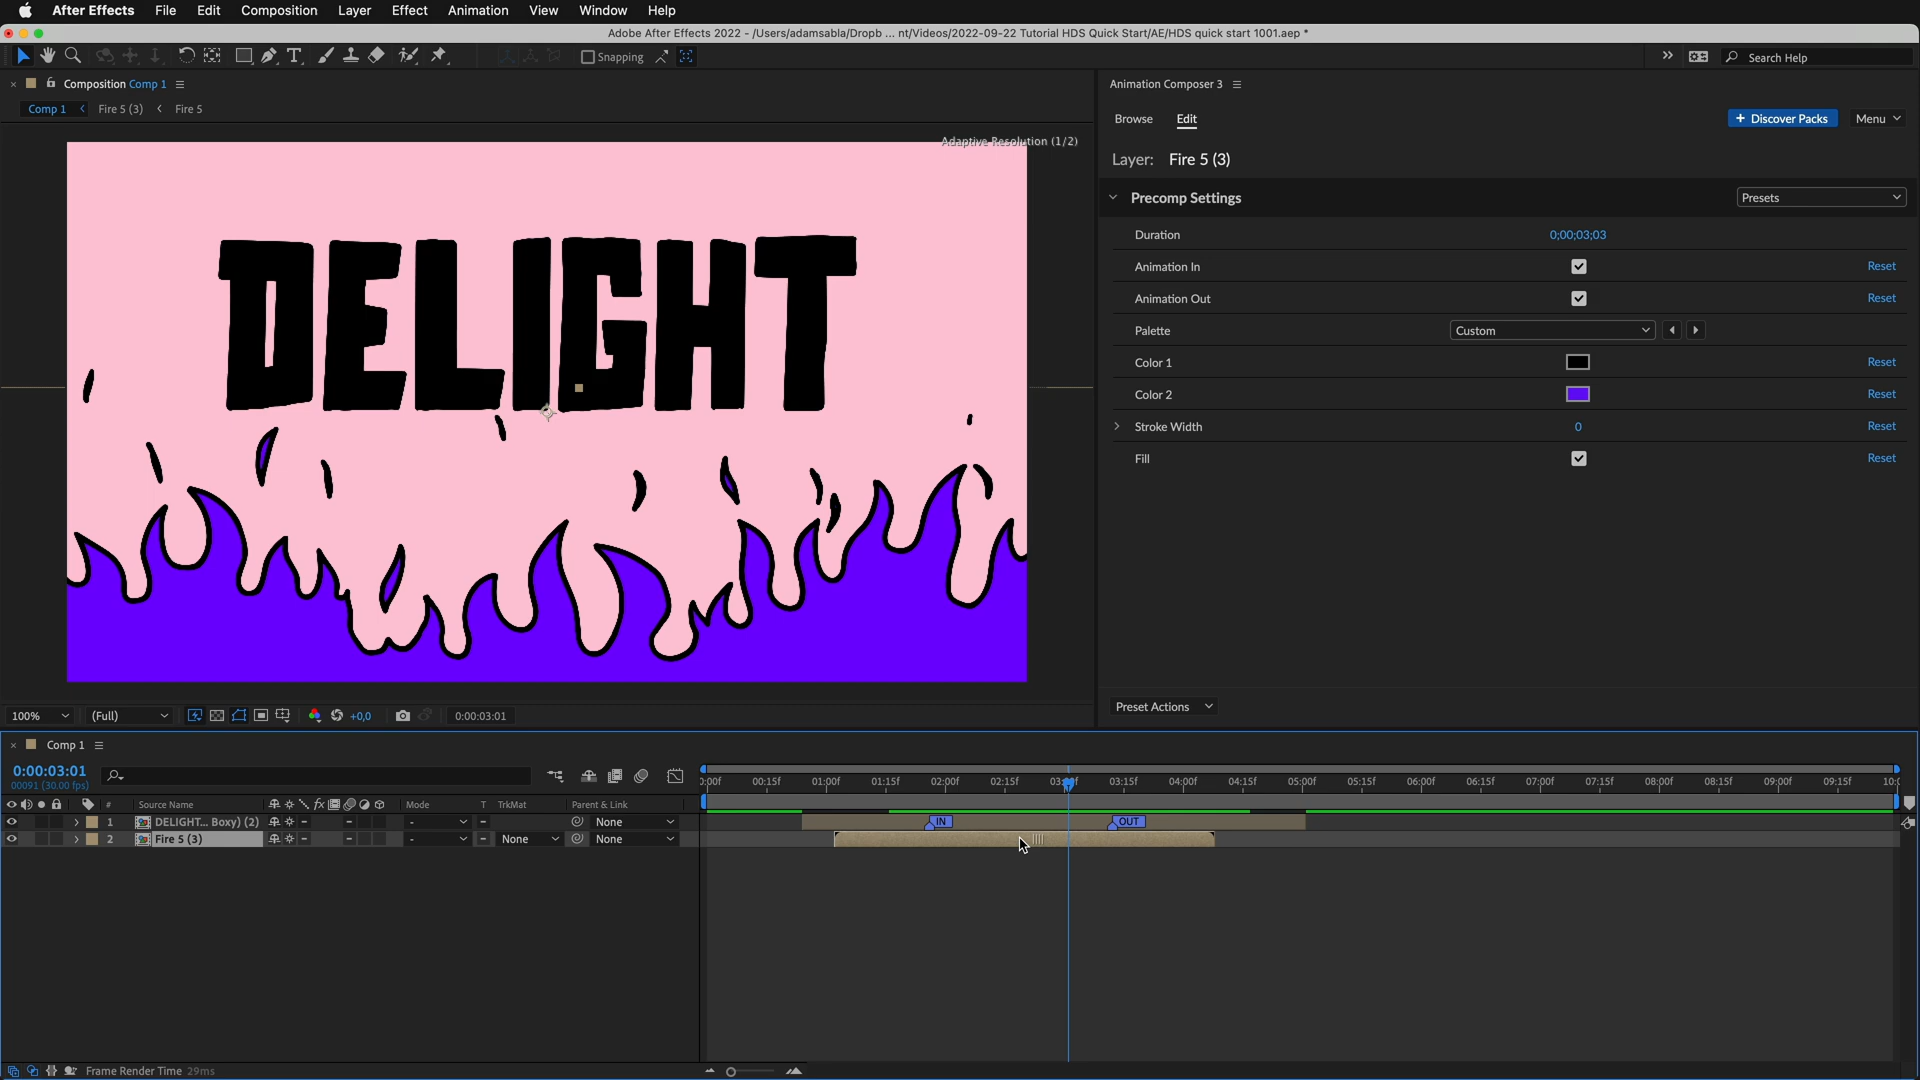 After Effects File Edit Composition Layer Effect Animation View Window Help
Adobe After Effects 2022 - /Users/adamsabla/Dropb ... nt/Videos/2022-09-22 Tutorial HDS Quick Start/AE/HDS quick start 1001.aep *
Snapping
Search Help
Composition Comp 1
Comp 1 Fire 5 (3) Fire 5
Adaptive Resolution (1/2)
DELIGHT
100% (Full) +0,0 0:00:03:01
Animation Composer 3
Browse Edit
+ Discover Packs Menu
Layer: Fire 5 (3)
Precomp Settings Presets
Duration 0;00;03;03
Animation In Reset
Animation Out Reset
Palette Custom
Color 1 Reset
Color 2 Reset
Stroke Width 0 Reset
Fill Reset
Preset Actions
Comp 1
0:00:03:01
00091 (30.00 fps)
00:15f 01:00f 01:15f 02:00f 02:15f 03:15f 04:00f 04:15f 05:00f 05:15f 06:00f 06:15f 07:00f 07:15f 08:00f 08:15f 09:00f 09:15f
# Source Name fx Mode T TrkMat Parent & Link
1 DELIGHT... Boxy) (2) - None IN OUT
2 Fire 5 (3) - None None
Frame Render Time 29ms